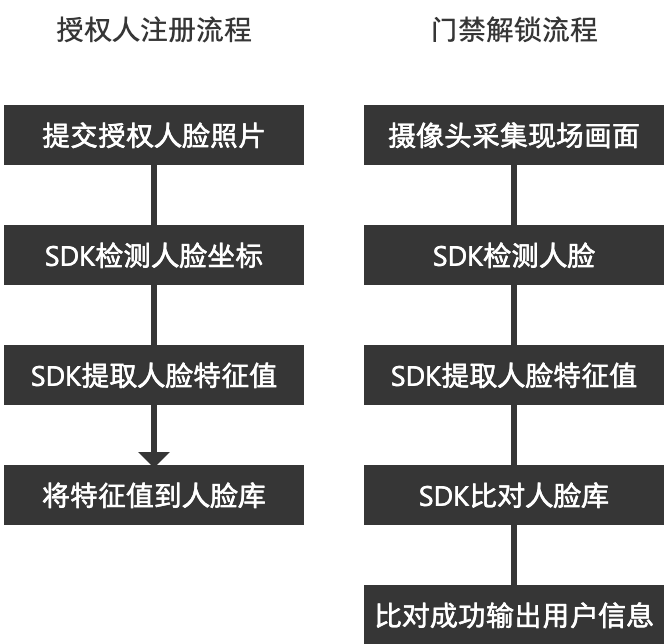 授权人注册流程
提交授权人脸照片
SDK检测人脸坐标
SDK提取人脸特征值
将特征值到人脸库
门禁解锁流程
摄像头采集现场画面
SDK检测人脸
SDK提取人脸特征值
SDK比对人脸库
比对成功输出用户信息